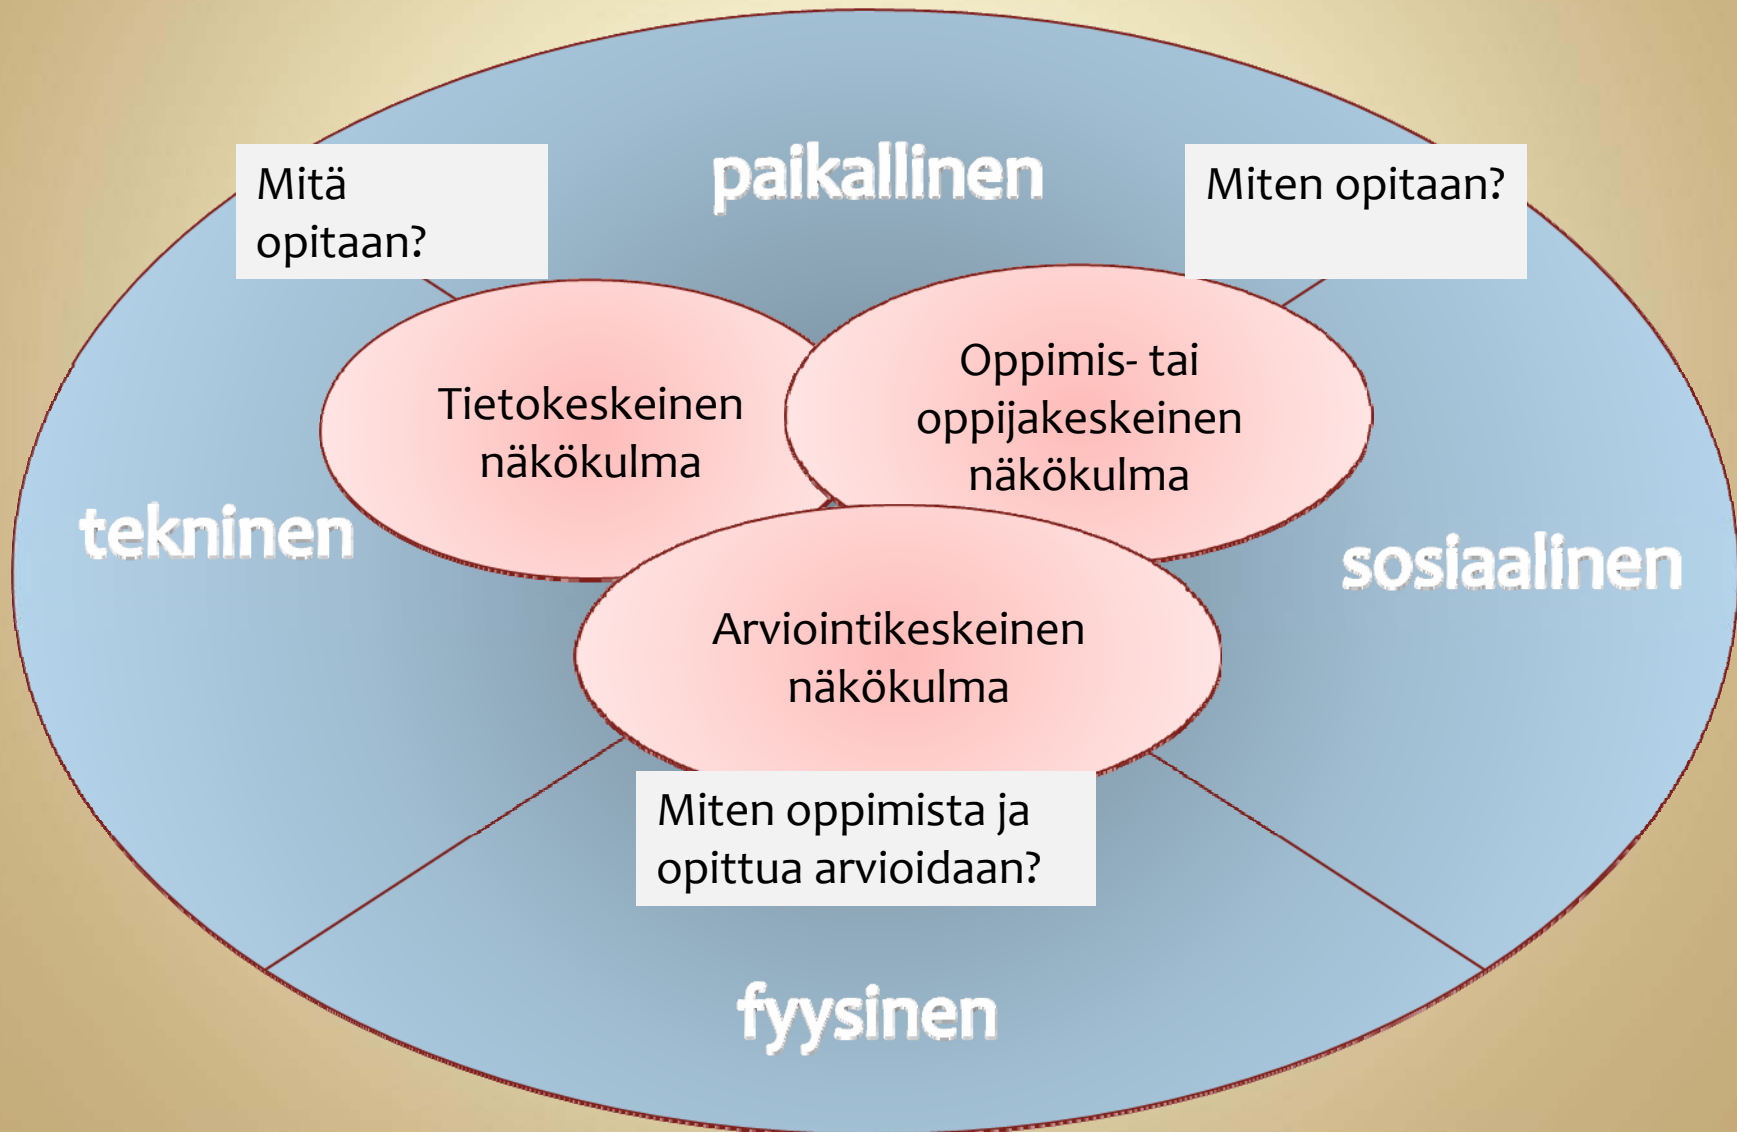 paikallinen
Mitä
opitaan?
Miten opitaan?
Tietokeskeinen
näkökulma
Oppimis- tai
oppijakeskeinen
näkökulma
tekninen
sosiaalinen
Arviointikeskeinen
näkökulma
Miten oppimista ja
opittua arvioidaan?
fyysinen